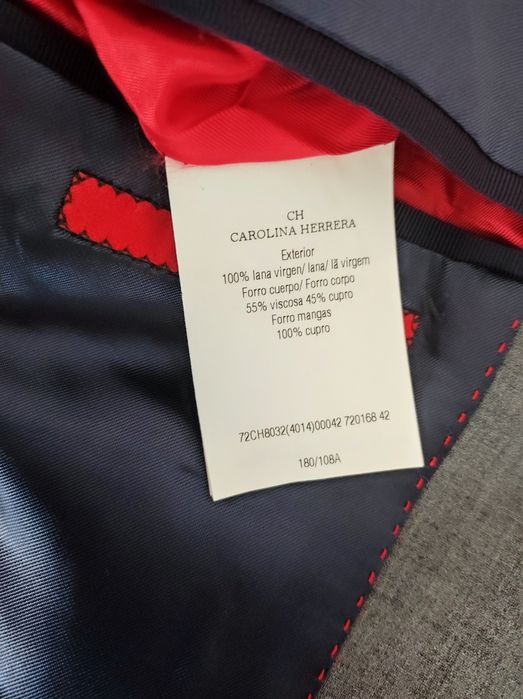 CH
CAROLINA HERRERA
Exterior
100% lana virgen/ lana/ lã virgem
Forro cuerpo/ Forro corpo
55% viscosa 45% cupro
Forro mangas
100% cupro
72CH8032(4014)00042 720168 42
180/108A